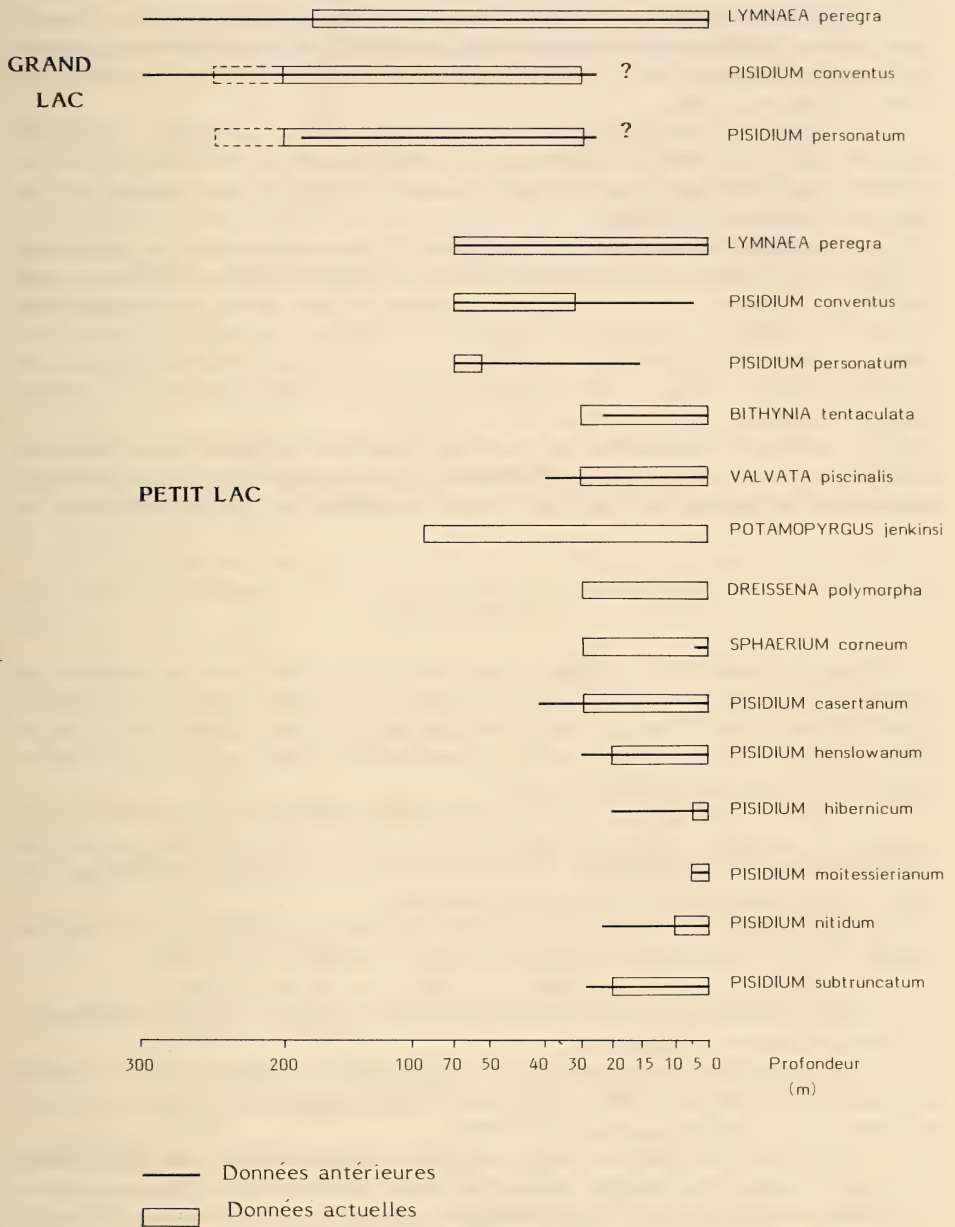 LYMNAEA peregra
GRAND
LAC
PISIDIUM conventus
?
PISIDIUM personatum
?
LYMNAEA peregra
PISIDIUM conventus
PISIDIUM personatum
BITHYNIA tentaculata
VALVATA piscinalis
PETIT LAC
POTAMOPYRGUS jenkinsi
DREISSENA polymorpha
SPHAERIUM corneum
PISIDIUM casertanum
PISIDIUM henslowanum
PISIDIUM hibernicum
PISIDIUM moitessierianum
PISIDIUM nitidum
PISIDIUM subtruncatum
300 200 100 70 50 40 30 20 15 10 5 0 Profondeur
(m)
Données antérieures
Données actuelles